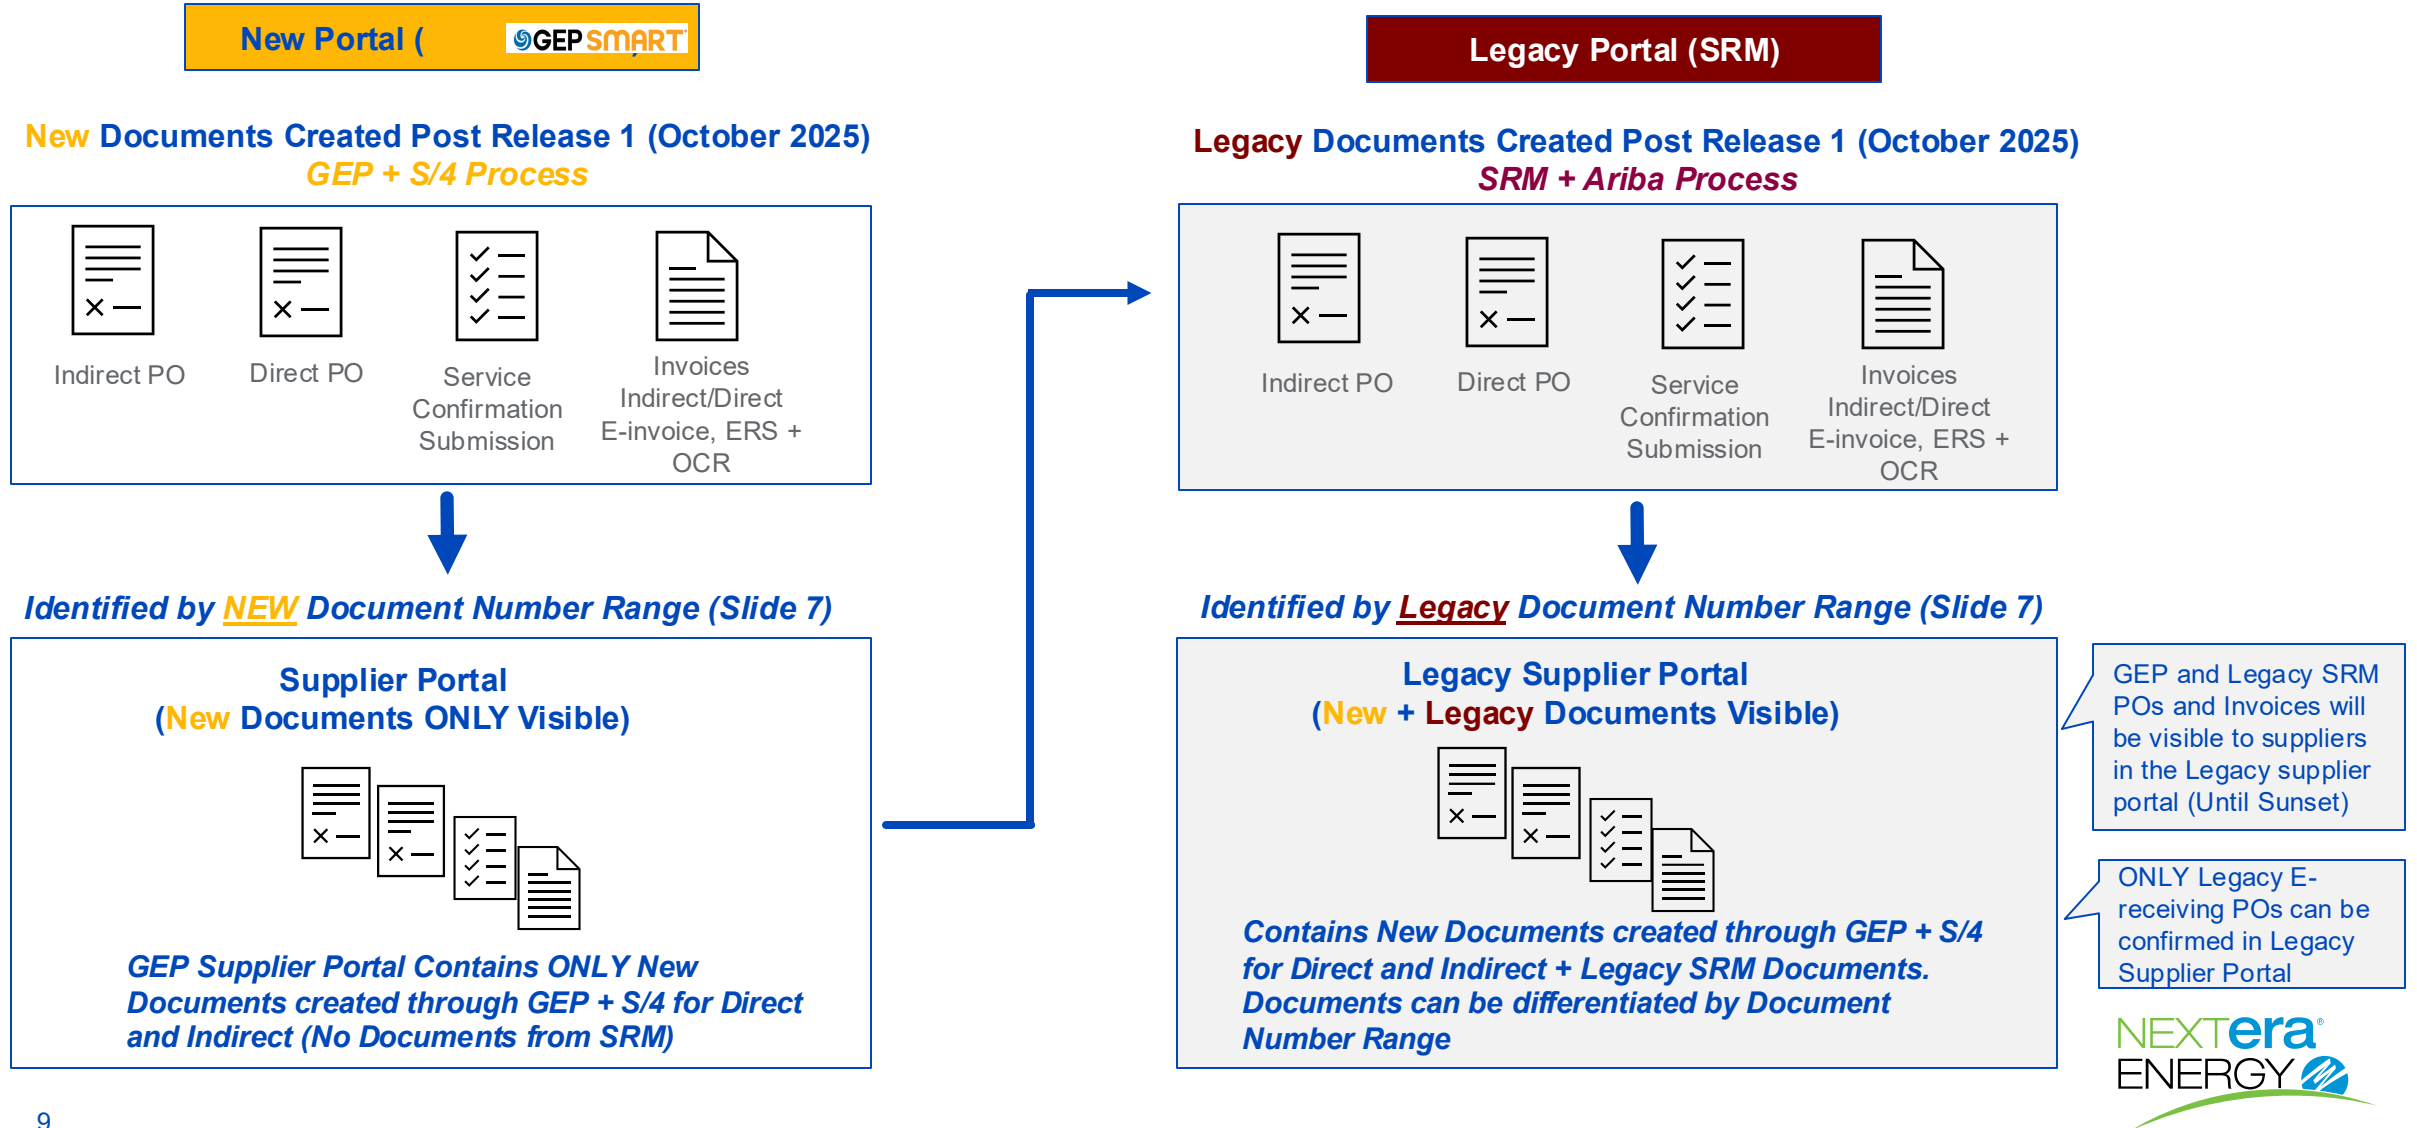 New Portal ( GEP SMART )
New Documents Created Post Release 1 (October 2025)
GEP + S/4 Process
Indirect PO
Direct PO
Service
Confirmation
Submission
Invoices
Indirect/Direct
E-invoice, ERS +
OCR
Identified by NEW Document Number Range (Slide 7)
Supplier Portal
(New Documents ONLY Visible)
GEP Supplier Portal Contains ONLY New
Documents created through GEP + S/4 for Direct
and Indirect (No Documents from SRM)
Legacy Portal (SRM)
Legacy Documents Created Post Release 1 (October 2025)
SRM + Ariba Process
Indirect PO
Direct PO
Service
Confirmation
Submission
Invoices
Indirect/Direct
E-invoice, ERS +
OCR
Identified by Legacy Document Number Range (Slide 7)
Legacy Supplier Portal
(New + Legacy Documents Visible)
Contains New Documents created through GEP + S/4
for Direct and Indirect + Legacy SRM Documents.
Documents can be differentiated by Document
Number Range
GEP and Legacy SRM
POs and Invoices will
be visible to suppliers
in the Legacy supplier
portal (Until Sunset)
ONLY Legacy E-
receiving POs can be
confirmed in Legacy
Supplier Portal
NEXTera®
ENERGY
9